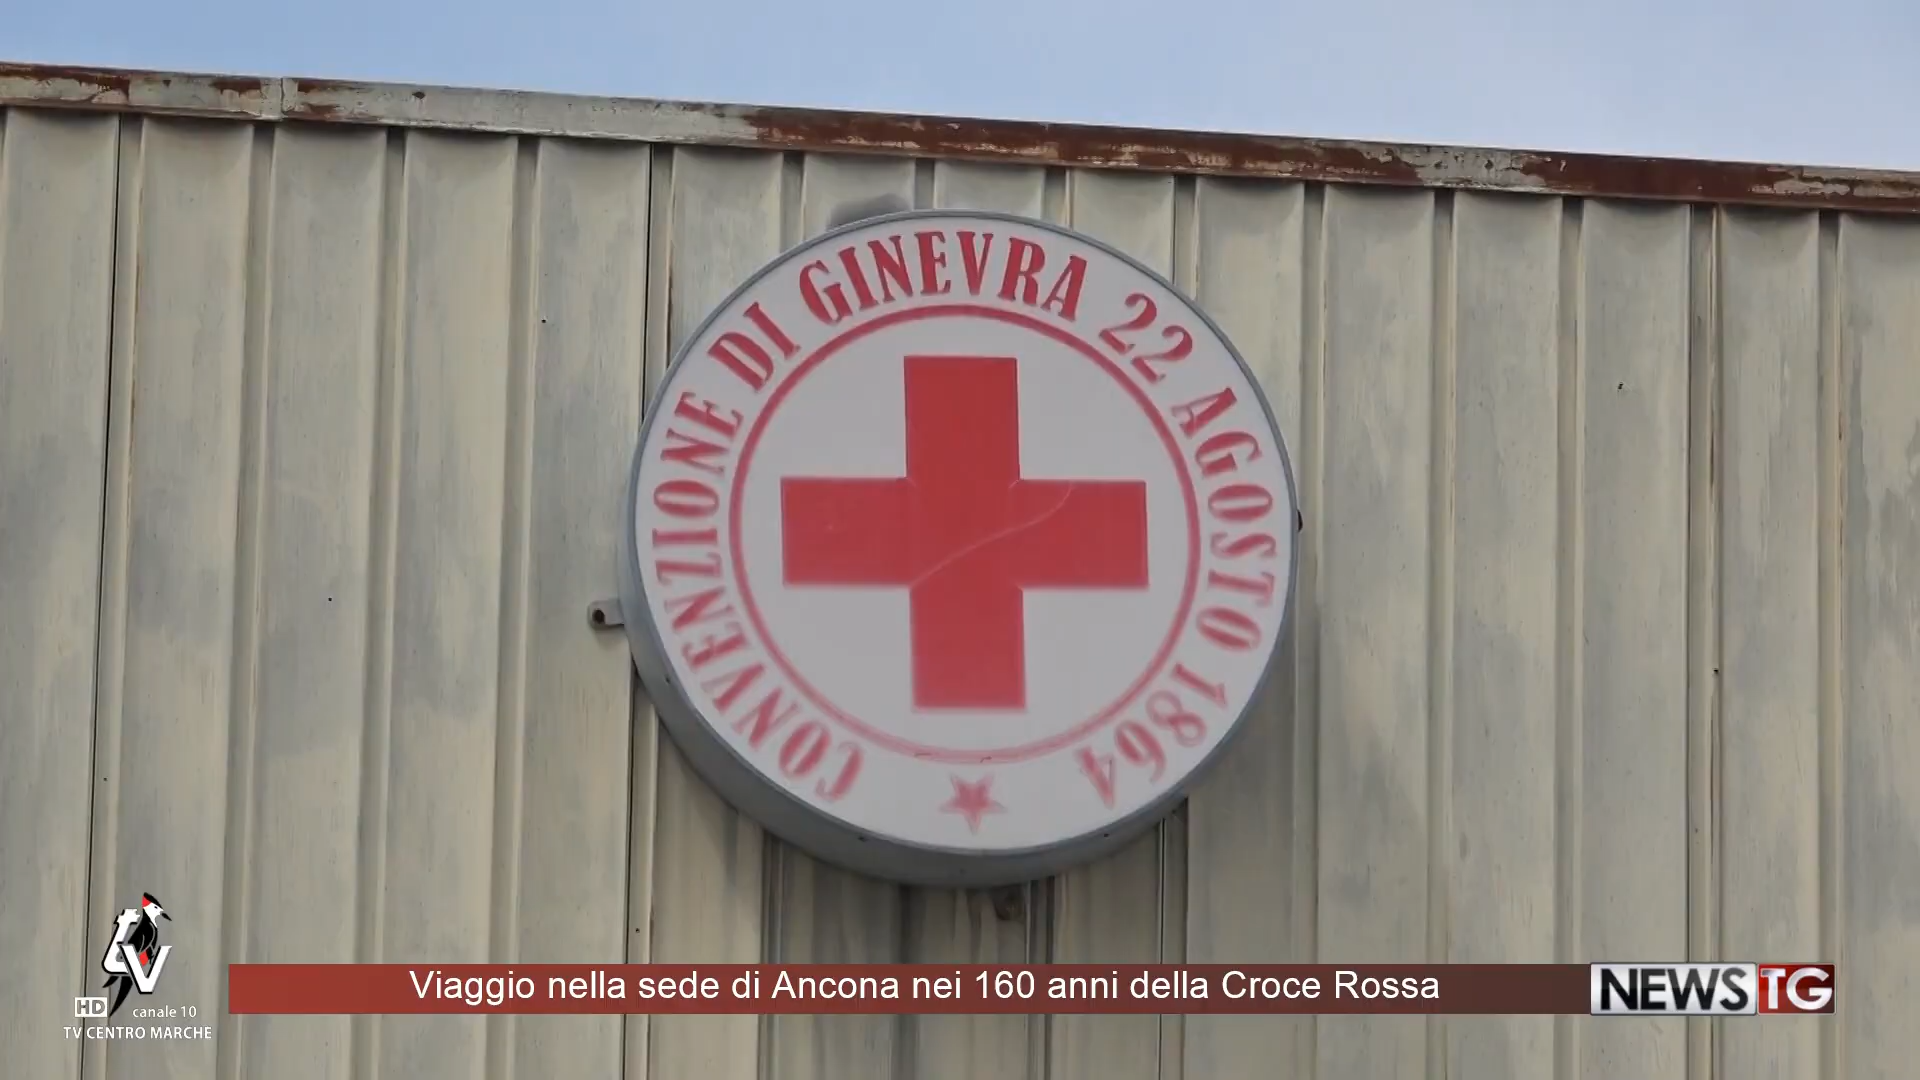 CONVENZIONE DI GINEVRA 22 AGOSTO 1864
Viaggio nella sede di Ancona nei 160 anni della Croce Rossa
NEWS TG
TV
HD canale 10
TV CENTRO MARCHE